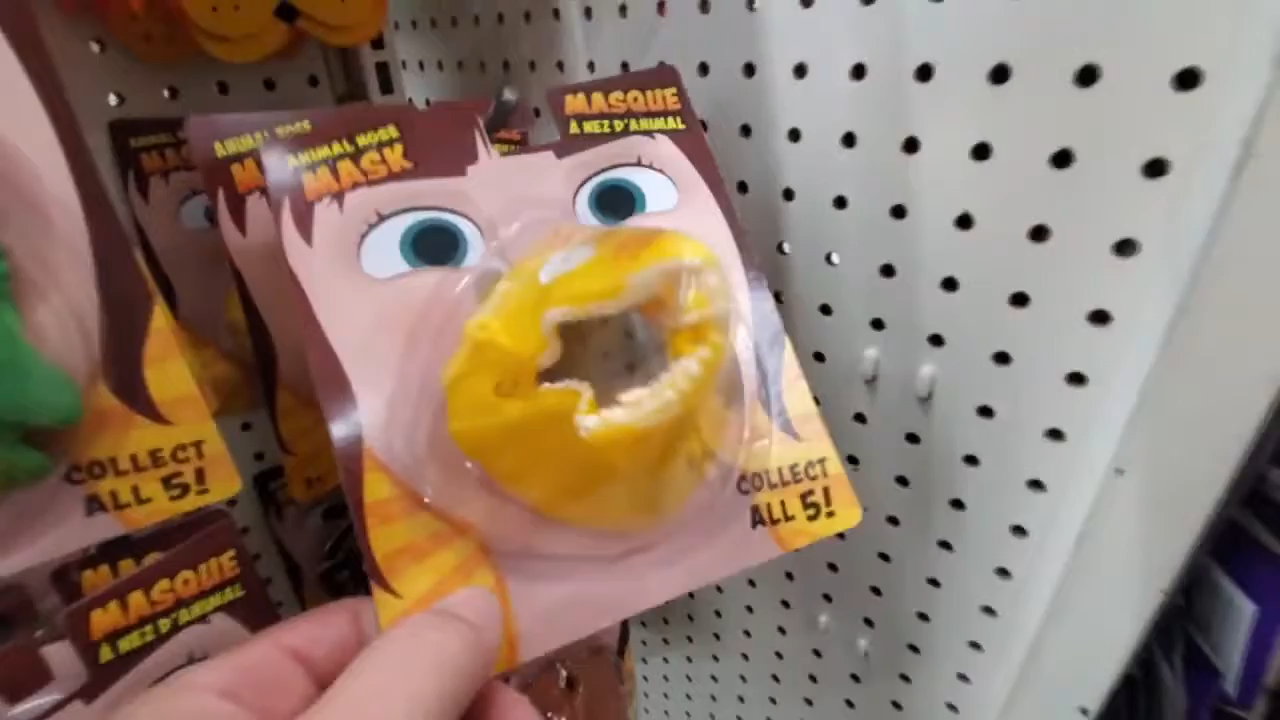 ANIMAL NOSE
MASK
MASQUE
À NEZ D'ANIMAL
COLLECT
ALL 5!
COLLECT
ALL 5!
MASQUE
À NEZ D'ANIMAL